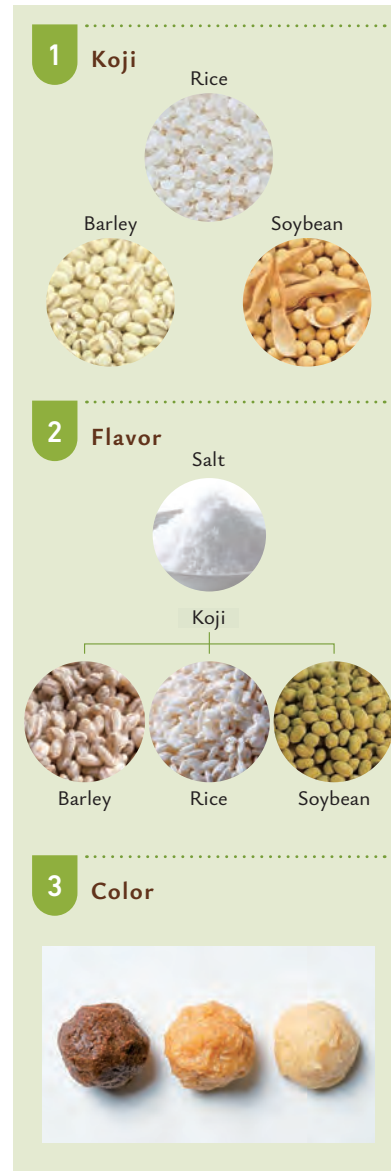 1 Koji
Rice
Barley Soybean
2 Flavor
Salt
Koji
Barley Rice Soybean
3 Color